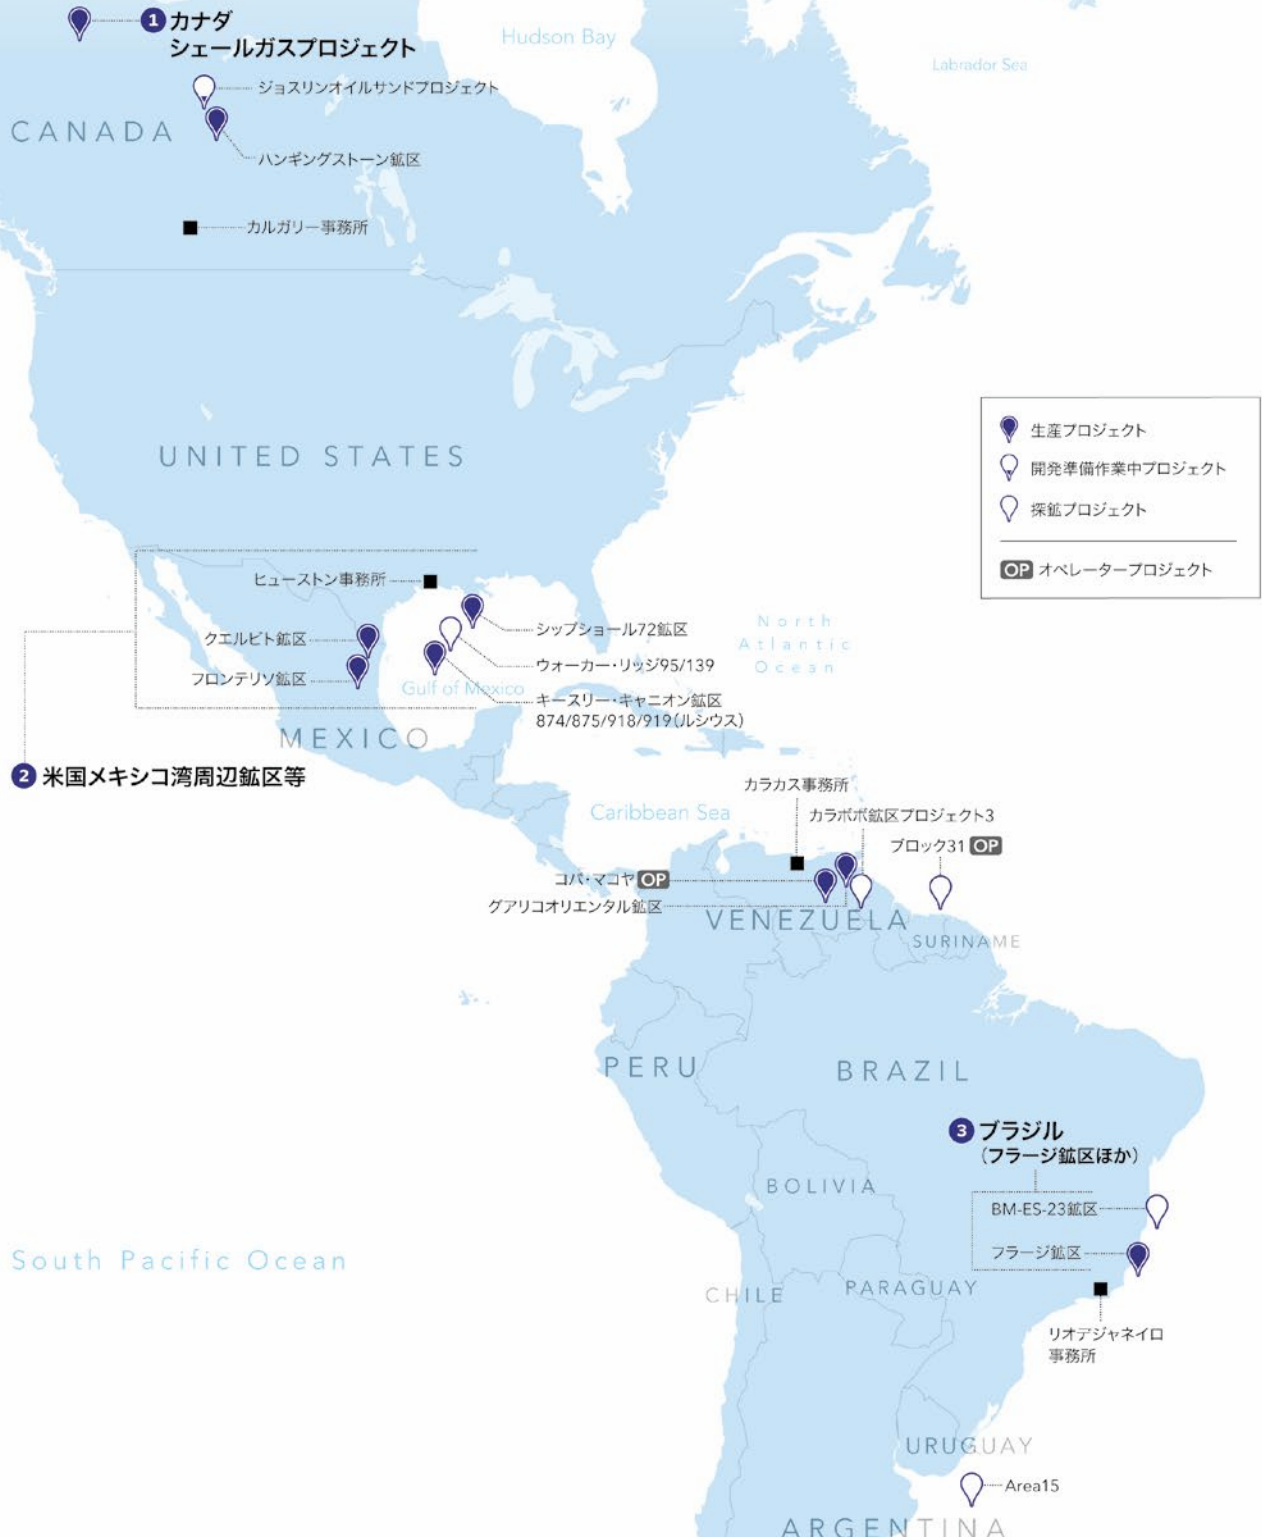 1 カナダ
シェールガスプロジェクト
Hudson Bay
Labrador Sea
ジョスリンオイルサンドプロジェクト
CANADA
ハンギングストーン鉱区
カルガリー事務所
UNITED STATES
生産プロジェクト
開発準備作業中プロジェクト
探鉱プロジェクト
OP オペレータープロジェクト
ヒューストン事務所
クエルビト鉱区
フロンテリソ鉱区
シップショール72鉱区
ウォーカー・リッジ95/139
キースリー・キャニオン鉱区
874/875/918/919(ルシウス)
Gulf of Mexico
North
Atlantic
Ocean
MEXICO
2 米国メキシコ湾周辺鉱区等
カラカス事務所
Caribbean Sea
カラボボ鉱区プロジェクト3
ブロック31 OP
コパ・マコヤ OP
グアリコオリエンタル鉱区
VENEZUELA
SURINAME
PERU
BRAZIL
3 ブラジル
(フラージ鉱区ほか)
BOLIVIA
BM-ES-23鉱区
フラージ鉱区
South Pacific Ocean
CHILE
PARAGUAY
リオデジャネイロ
事務所
URUGUAY
Area15
ARGENTINA